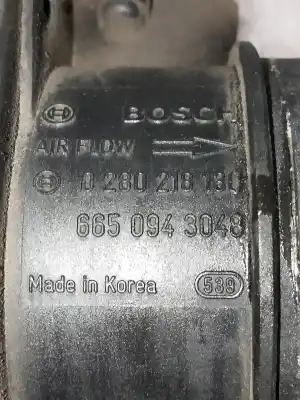 BOSCH
AIR FLOW
0 280 218 190
665 094 3048
Made in Korea 539